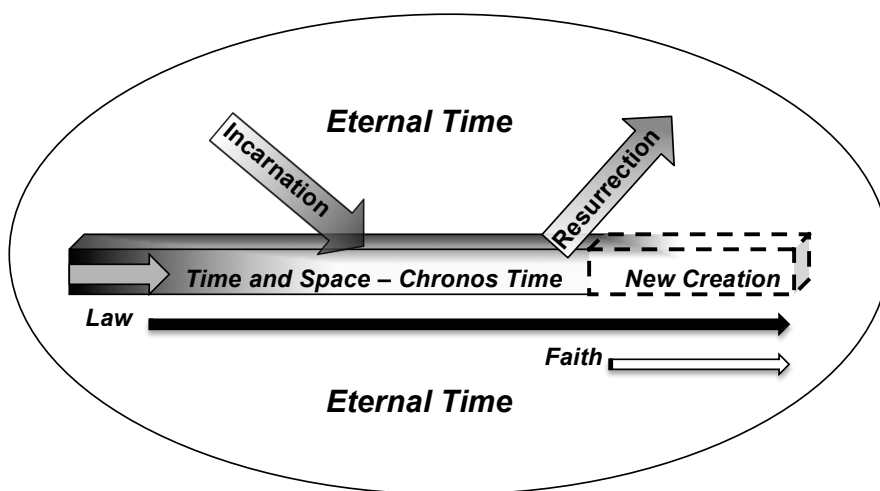 Eternal Time
Incarnation
Resurrection
Time and Space – Chronos Time
New Creation
Law
Faith
Eternal Time